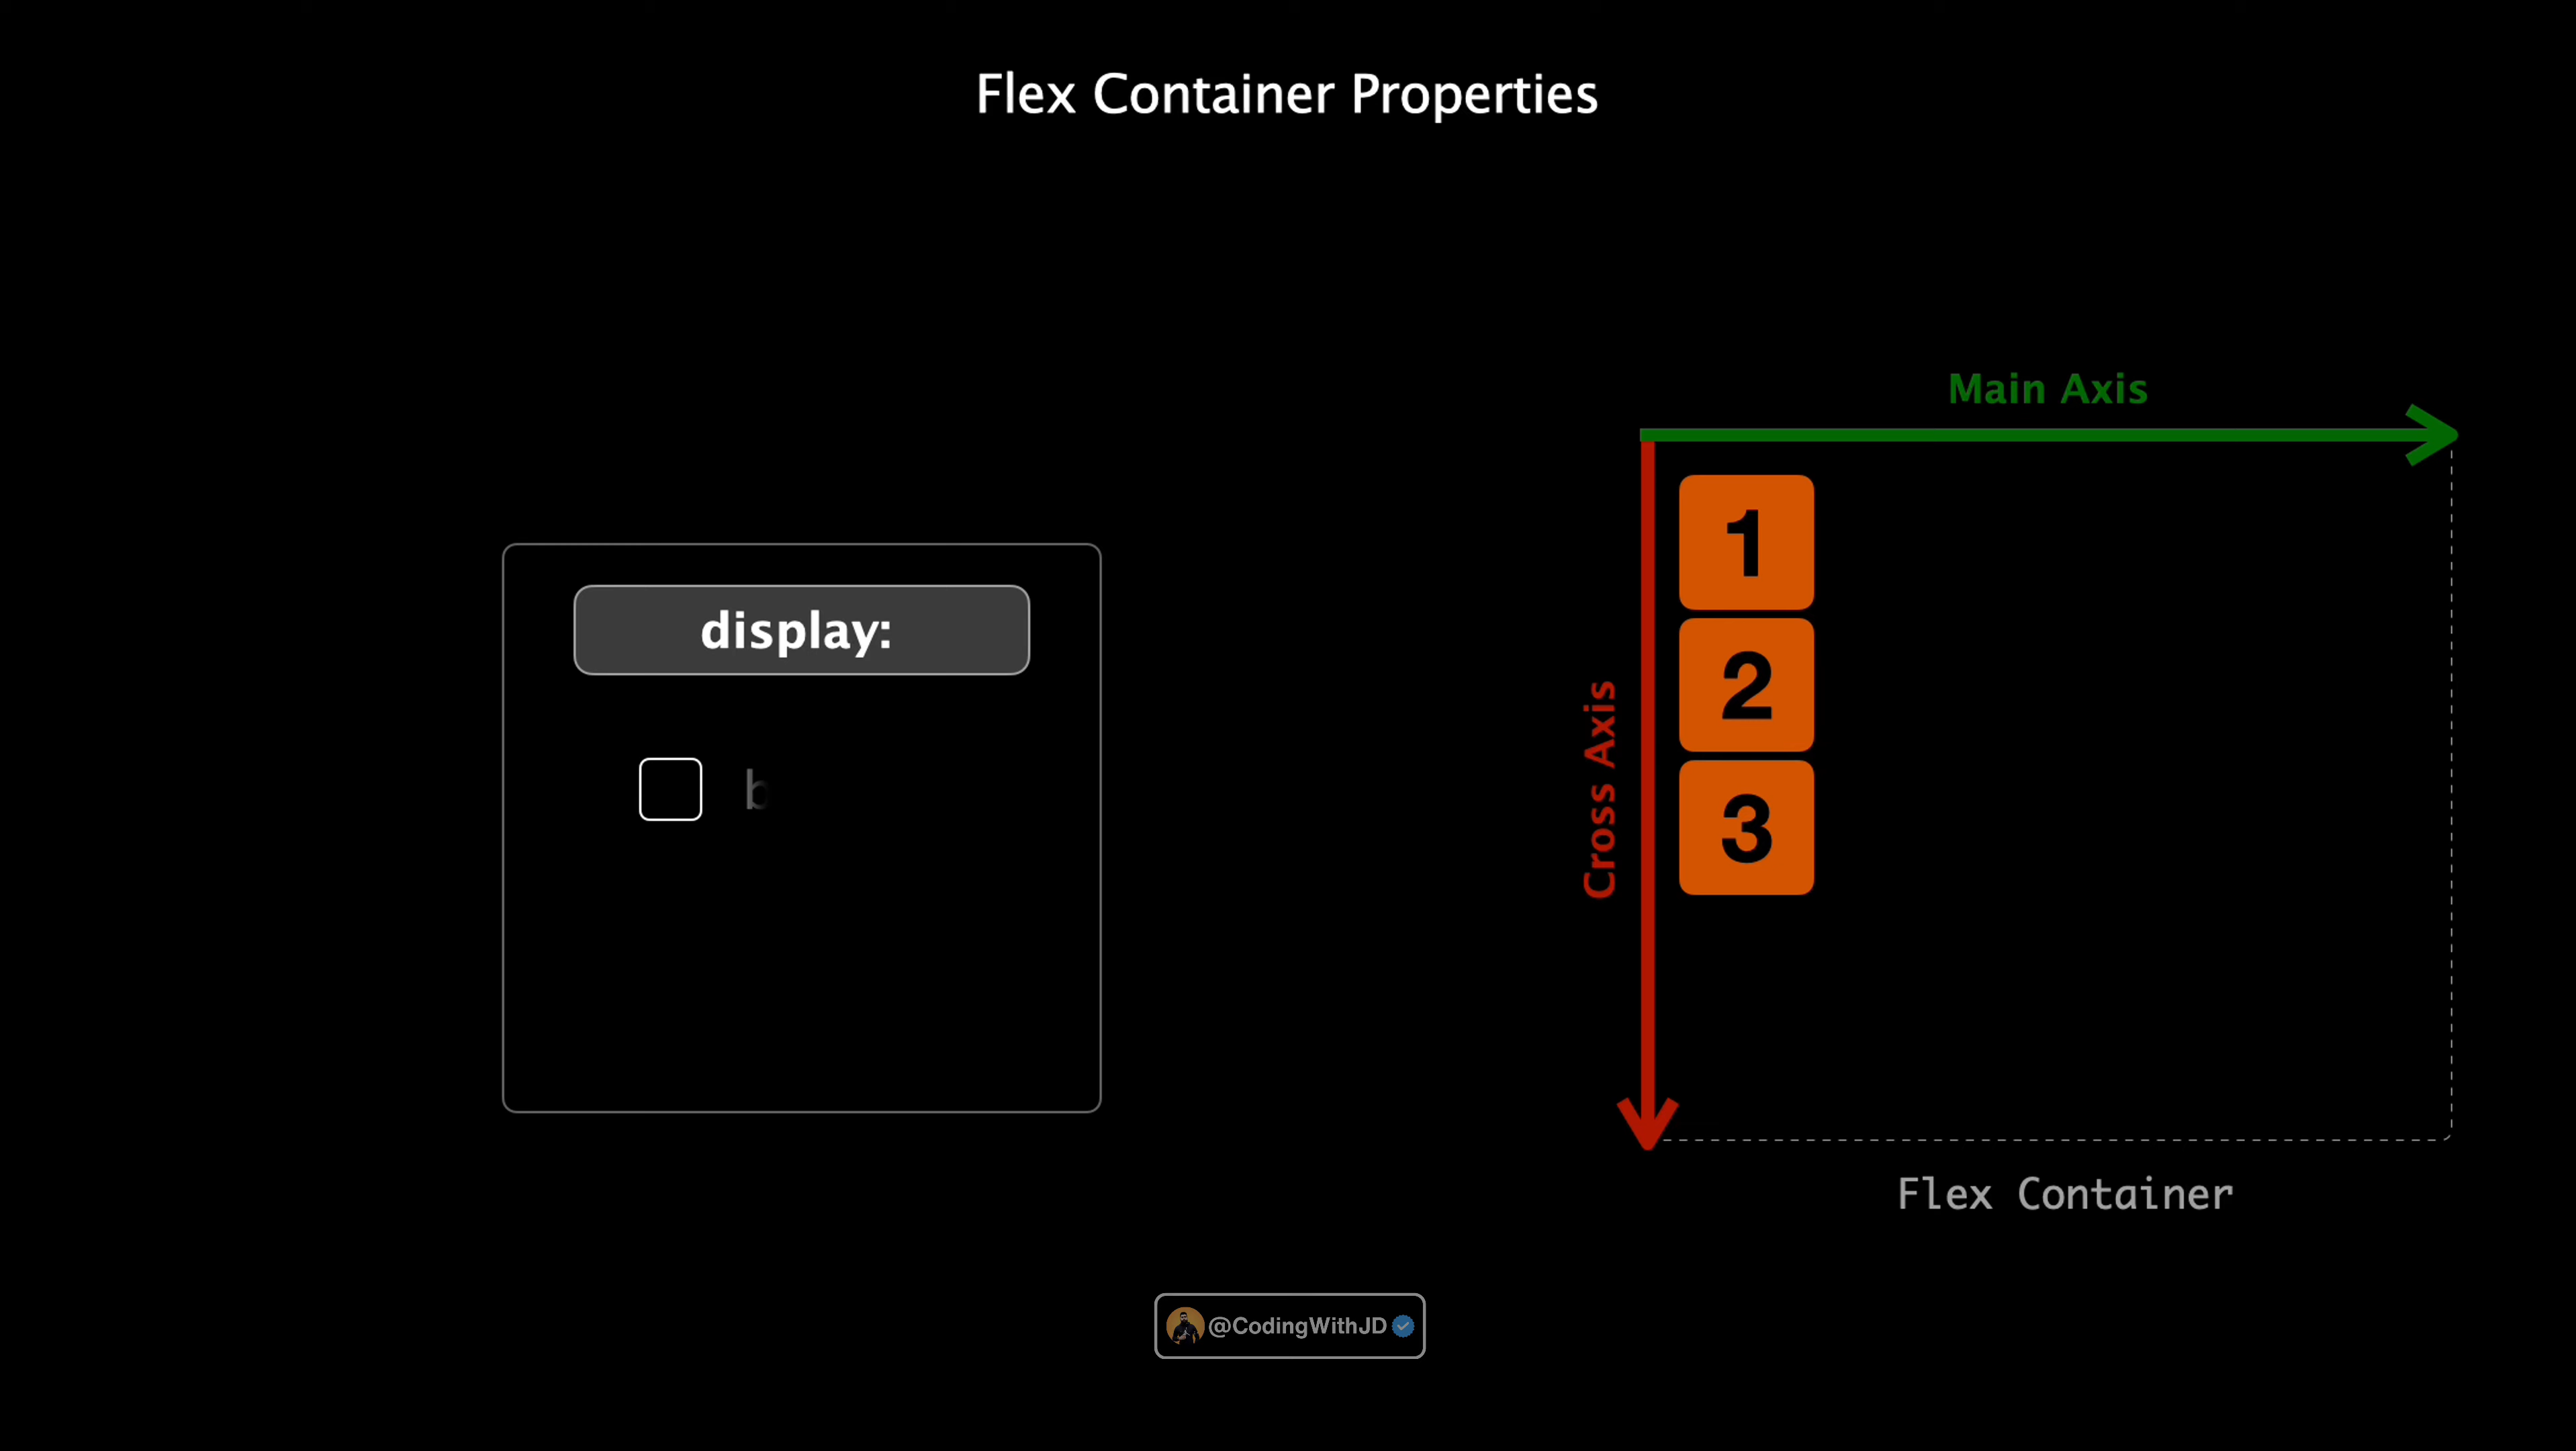 Flex Container Properties
Main Axis
display:
b
Cross Axis
1
2
3
Flex Container
@CodingWithJD